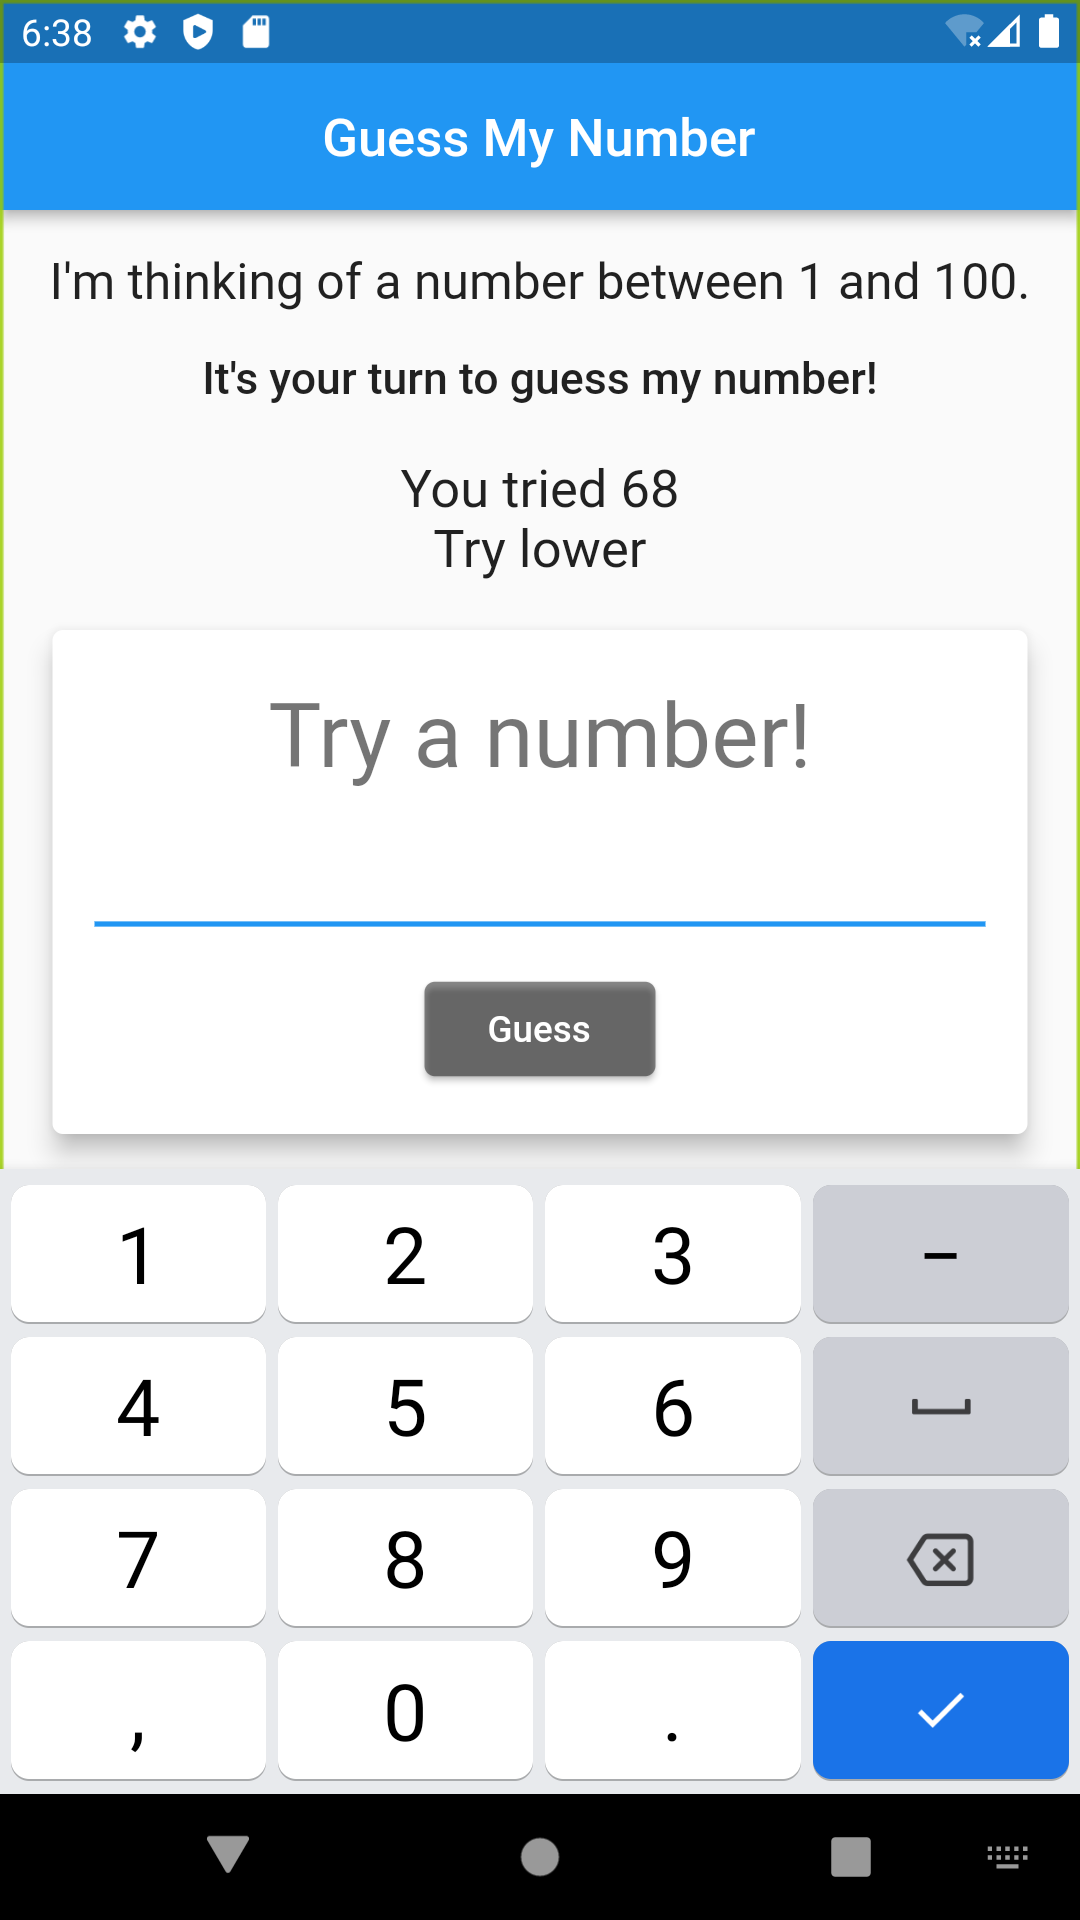 6:38
Guess My Number
I'm thinking of a number between 1 and 100.
It's your turn to guess my number!
You tried 68
Try lower
Try a number!
Guess
1 2 3 –
4 5 6
7 8 9
, 0 .